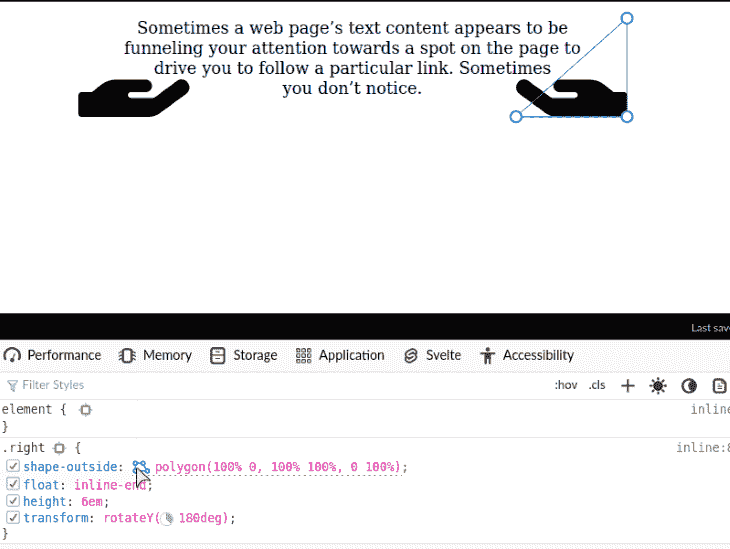 Sometimes a web page’s text content appears to be
funneling your attention towards a spot on the page to
drive you to follow a particular link. Sometimes
you don’t notice.
Last sav
Performance Memory Storage Application Svelte Accessibility
Filter Styles :hov .cls +
element { inline
}
.right { inline:8
shape-outside: polygon(100% 0, 100% 100%, 0 100%);
float: inline-end;
height: 6em;
transform: rotateY( 180deg);
}